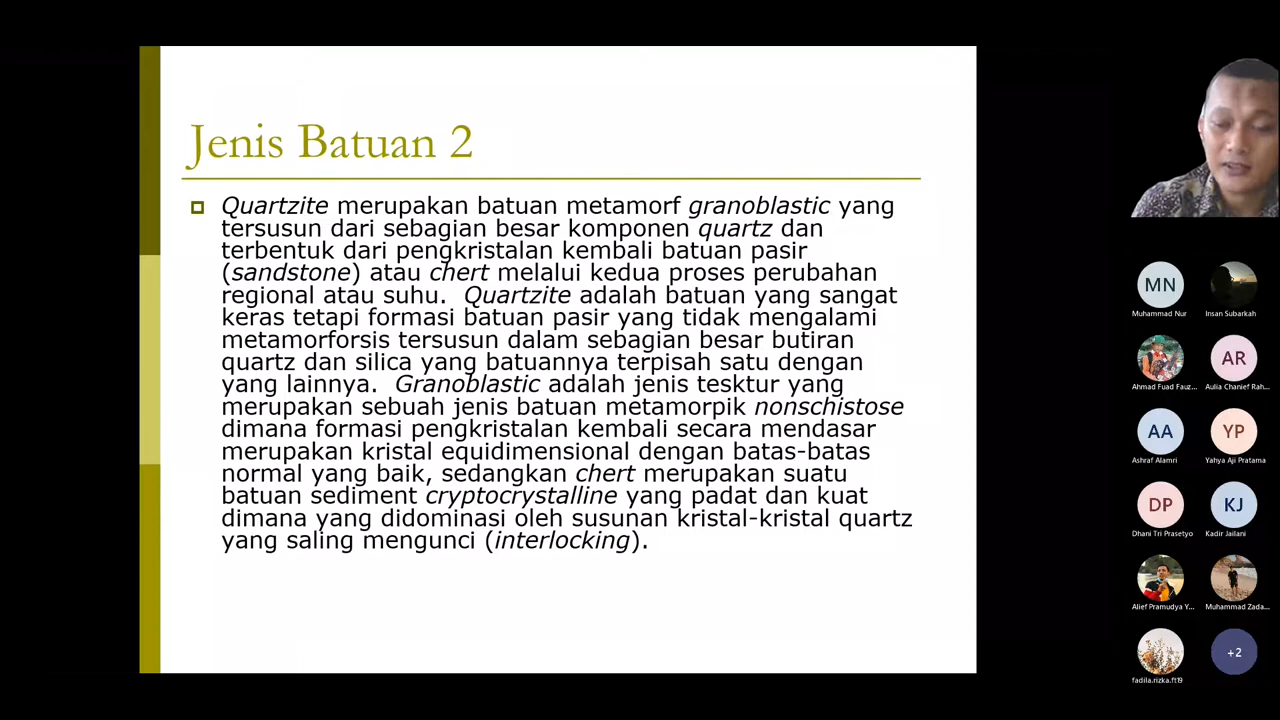 Jenis Batuan 2
Quartzite merupakan batuan metamorf granoblastic yang
tersusun dari sebagian besar komponen quartz dan
terbentuk dari pengkristalan kembali batuan pasir
(sandstone) atau chert melalui kedua proses perubahan
regional atau suhu. Quartzite adalah batuan yang sangat
keras tetapi formasi batuan pasir yang tidak mengalami
metamorforsis tersusun dalam sebagian besar butiran
quartz dan silica yang batuannya terpisah satu dengan
yang lainnya. Granoblastic adalah jenis tesktur yang
merupakan sebuah jenis batuan metamorpik nonschistose
dimana formasi pengkristalan kembali secara mendasar
merupakan kristal equidimensional dengan batas-batas
normal yang baik, sedangkan chert merupakan suatu
batuan sediment cryptocrystalline yang padat dan kuat
dimana yang didominasi oleh susunan kristal-kristal quartz
yang saling mengunci (interlocking).
MN
Muhammad Nur
Insan Subarkah
Ahmad Fuad Fauz...
AR
Aulia Chanief Rah...
AA
Ashraf Alamri
YP
Yahya Aji Pratama
DP
Dhani Tri Prasetyo
KJ
Kadir Jailani
Alief Pramudya Y...
Muhammad Zada...
fadila.rizka.ft19
+2